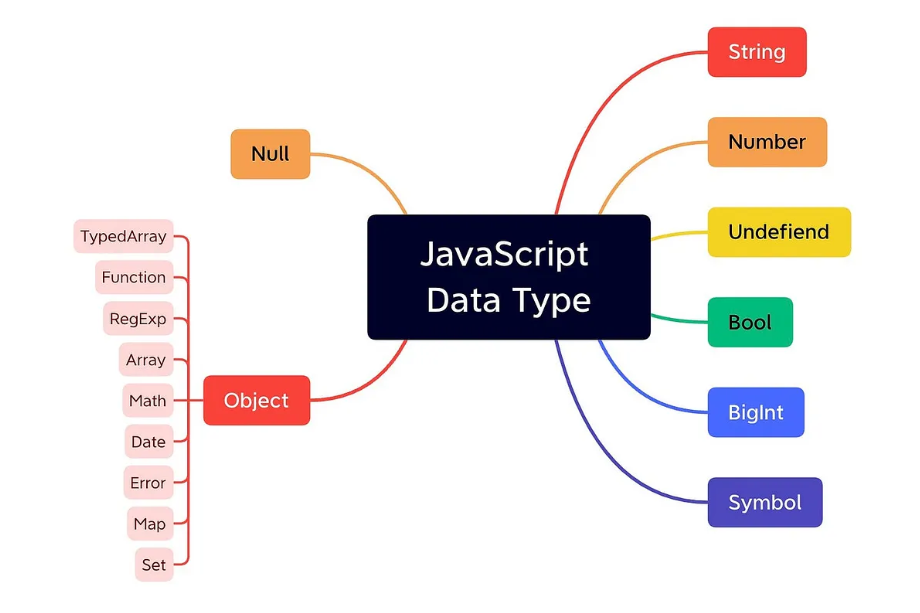 JavaScript
Data Type
String
Number
Undefiend
Bool
BigInt
Symbol
Null
Object
TypedArray
Function
RegExp
Array
Math
Date
Error
Map
Set